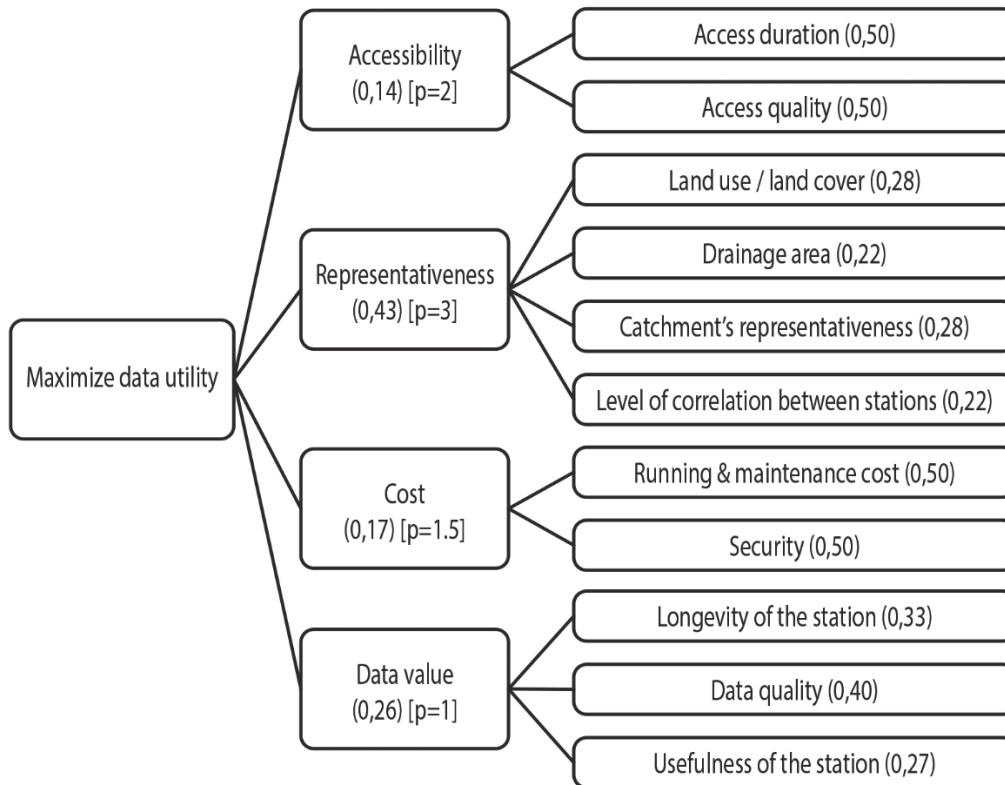 Maximize data utility
Accessibility
(0,14) [p=2]
Access duration (0,50)
Access quality (0,50)
Representativeness
(0,43) [p=3]
Land use / land cover (0,28)
Drainage area (0,22)
Catchment’s representativeness (0,28)
Level of correlation between stations (0,22)
Cost
(0,17) [p=1.5]
Running & maintenance cost (0,50)
Security (0,50)
Data value
(0,26) [p=1]
Longevity of the station (0,33)
Data quality (0,40)
Usefulness of the station (0,27)